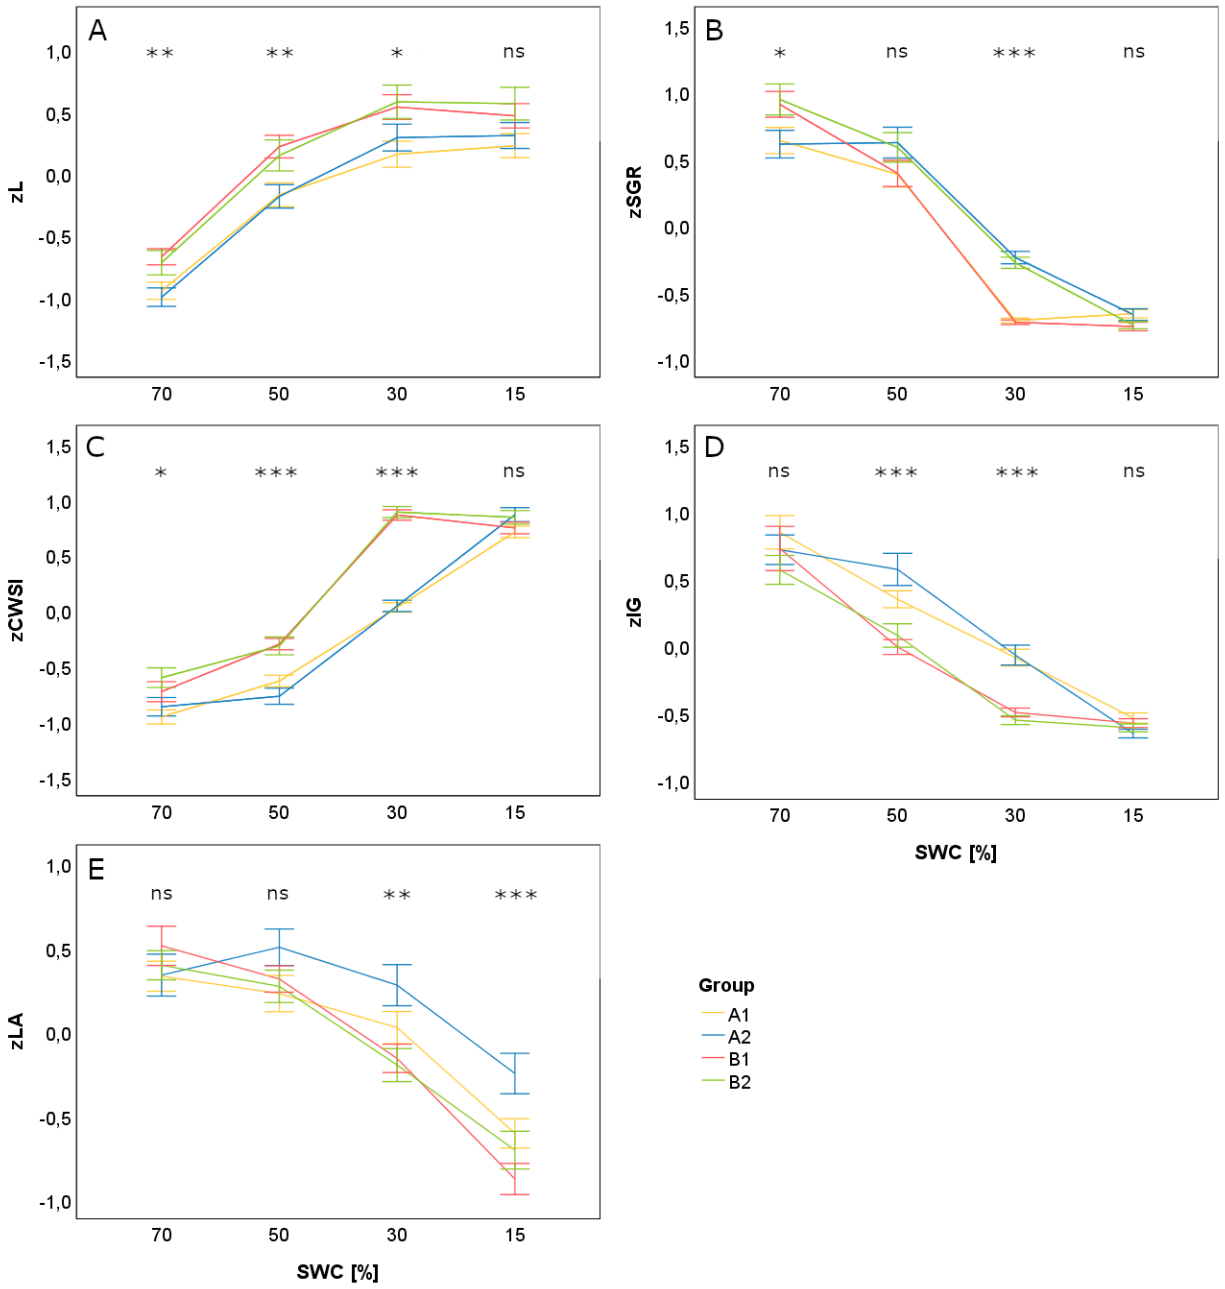 A
** ** * ns
zL
1,0
0,5
0,0
-0,5
-1,0
-1,5
70 50 30 15
B
* ns *** ns
zSGR
1,5
1,0
0,5
0,0
-0,5
-1,0
70 50 30 15
C
* *** *** ns
zCWSI
1,5
1,0
0,5
0,0
-0,5
-1,0
-1,5
70 50 30 15
D
ns *** *** ns
zIG
1,5
1,0
0,5
0,0
-0,5
-1,0
70 50 30 15
SWC [%]
E
ns ns ** ***
zLA
1,0
0,5
0,0
-0,5
-1,0
70 50 30 15
SWC [%]
Group
A1
A2
B1
B2